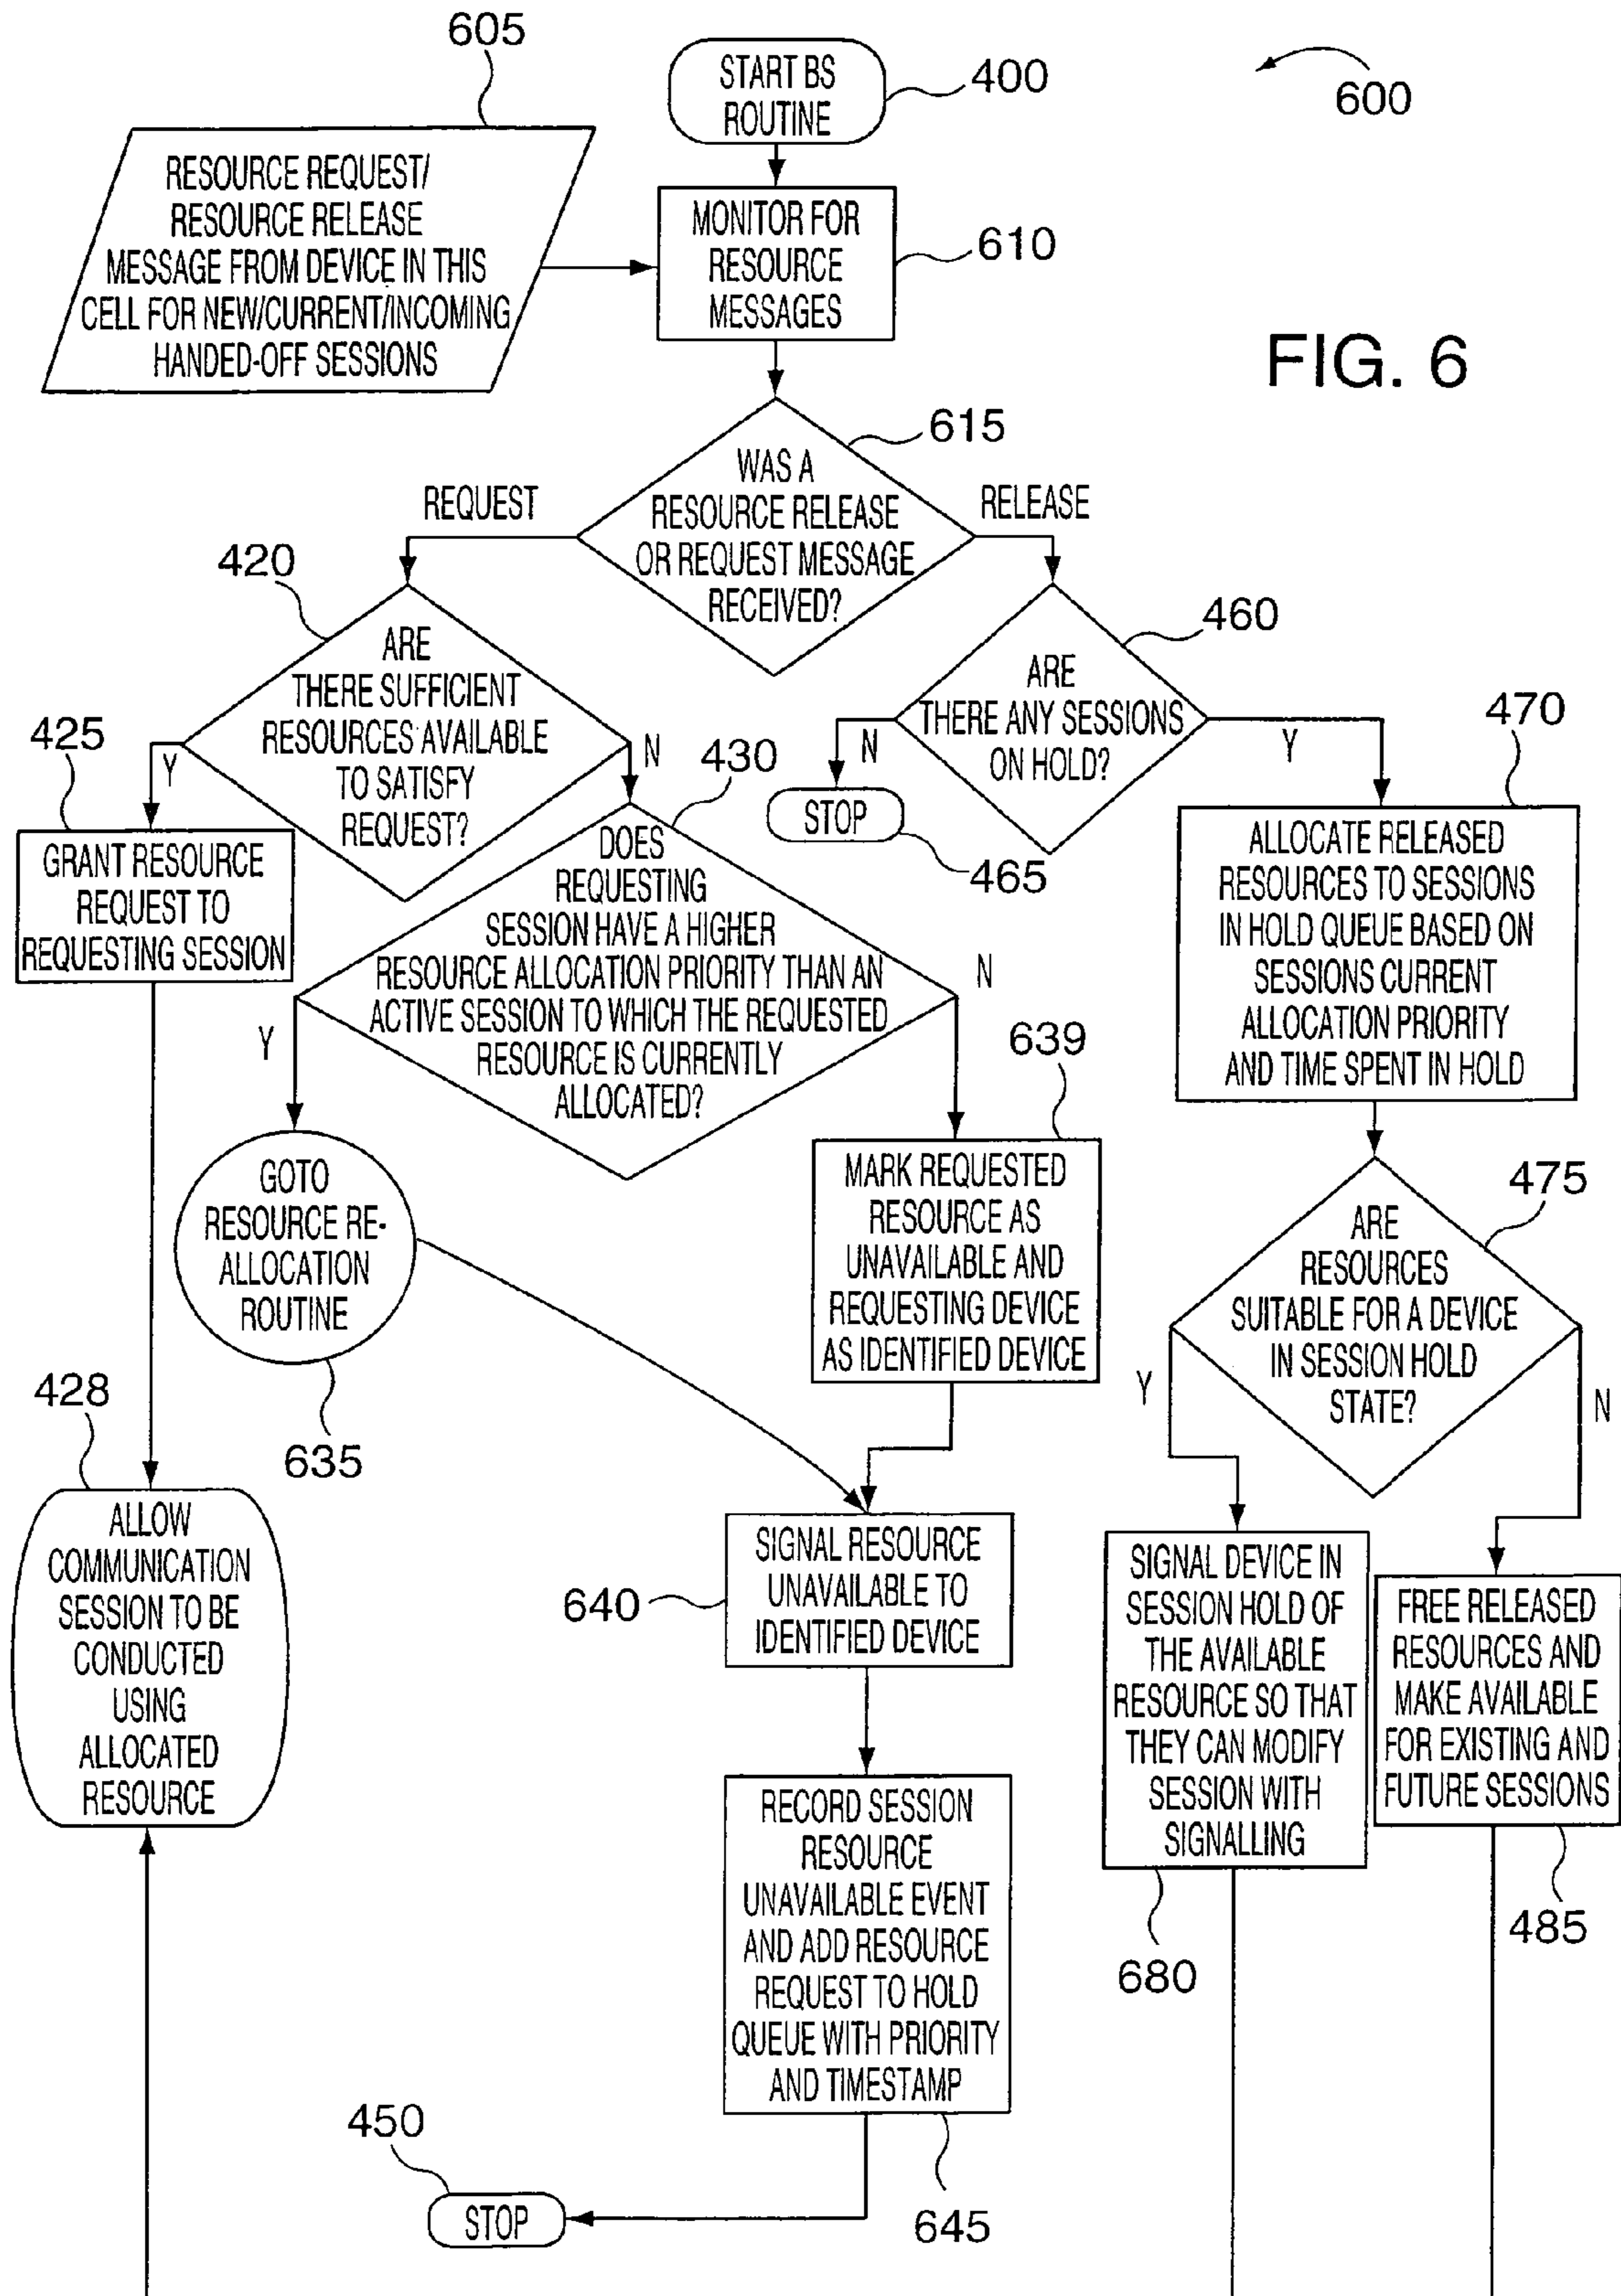 605
START BS
ROUTINE
400
600
RESOURCE REQUEST/
RESOURCE RELEASE
MESSAGE FROM DEVICE IN THIS
CELL FOR NEW/CURRENT/INCOMING
HANDED-OFF SESSIONS
MONITOR FOR
RESOURCE
MESSAGES
610
FIG. 6
615
WAS A
RESOURCE RELEASE
OR REQUEST MESSAGE
RECEIVED?
REQUEST
RELEASE
420
ARE
THERE SUFFICIENT
RESOURCES AVAILABLE
TO SATISFY
REQUEST?
Y
N
460
ARE
THERE ANY SESSIONS
ON HOLD?
N
Y
STOP
465
425
GRANT RESOURCE
REQUEST TO
REQUESTING SESSION
430
DOES
REQUESTING
SESSION HAVE A HIGHER
RESOURCE ALLOCATION PRIORITY THAN AN
ACTIVE SESSION TO WHICH THE REQUESTED
RESOURCE IS CURRENTLY
ALLOCATED?
Y
N
470
ALLOCATE RELEASED
RESOURCES TO SESSIONS
IN HOLD QUEUE BASED ON
SESSIONS CURRENT
ALLOCATION PRIORITY
AND TIME SPENT IN HOLD
GOTO
RESOURCE RE-
ALLOCATION
ROUTINE
635
639
MARK REQUESTED
RESOURCE AS
UNAVAILABLE AND
REQUESTING DEVICE
AS IDENTIFIED DEVICE
475
ARE
RESOURCES
SUITABLE FOR A DEVICE
IN SESSION HOLD
STATE?
Y
N
428
ALLOW
COMMUNICATION
SESSION TO BE
CONDUCTED
USING
ALLOCATED
RESOURCE
640
SIGNAL RESOURCE
UNAVAILABLE TO
IDENTIFIED DEVICE
SIGNAL DEVICE IN
SESSION HOLD OF
THE AVAILABLE
RESOURCE SO THAT
THEY CAN MODIFY
SESSION WITH
SIGNALLING
680
FREE RELEASED
RESOURCES AND
MAKE AVAILABLE
FOR EXISTING AND
FUTURE SESSIONS
485
RECORD SESSION
RESOURCE
UNAVAILABLE EVENT
AND ADD RESOURCE
REQUEST TO HOLD
QUEUE WITH PRIORITY
AND TIMESTAMP
645
450
STOP